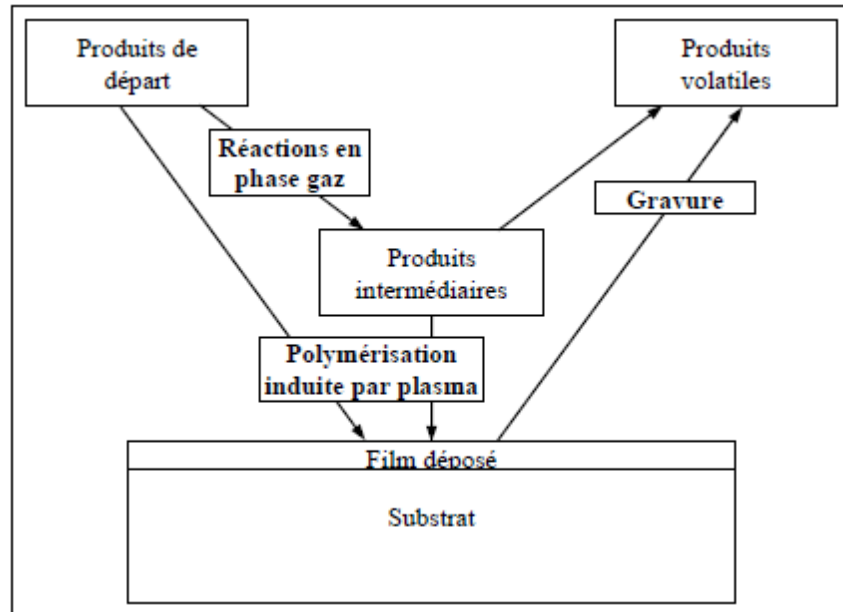 Produits de
départ
Produits
volatiles
Réactions en
phase gaz
Gravure
Produits
intermédiaires
Polymérisation
induite par plasma
Film déposé
Substrat